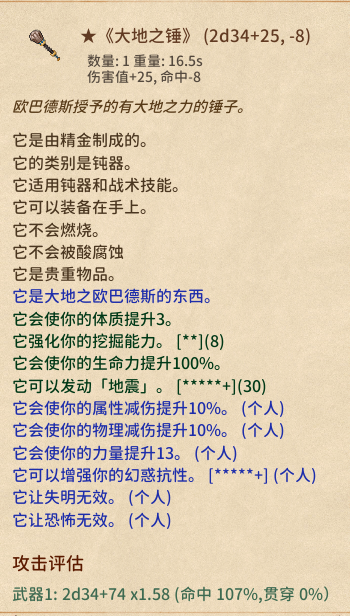 ★《大地之锤》 (2d34+25, -8)
数量: 1 重量: 16.5s
伤害值+25, 命中-8
欧巴德斯授予的有大地之力的锤子。
它是由精金制成的。
它的类别是钝器。
它适用钝器和战术技能。
它可以装备在手上。
它不会燃烧。
它不会被酸腐蚀
它是贵重物品。
它是大地之欧巴德斯的东西。
它会使你的体质提升3。
它强化你的挖掘能力。 [**](8)
它会使你的生命力提升100%。
它可以发动「地震」。 [*****+](30)
它会使你的属性减伤提升10%。 (个人)
它会使你的物理减伤提升10%。 (个人)
它会使你的力量提升13。 (个人)
它可以增强你的幻惑抗性。 [*****+] (个人)
它让失明无效。 (个人)
它让恐怖无效。 (个人)
攻击评估
武器1: 2d34+74 x1.58 (命中 107%,贯穿 0%)